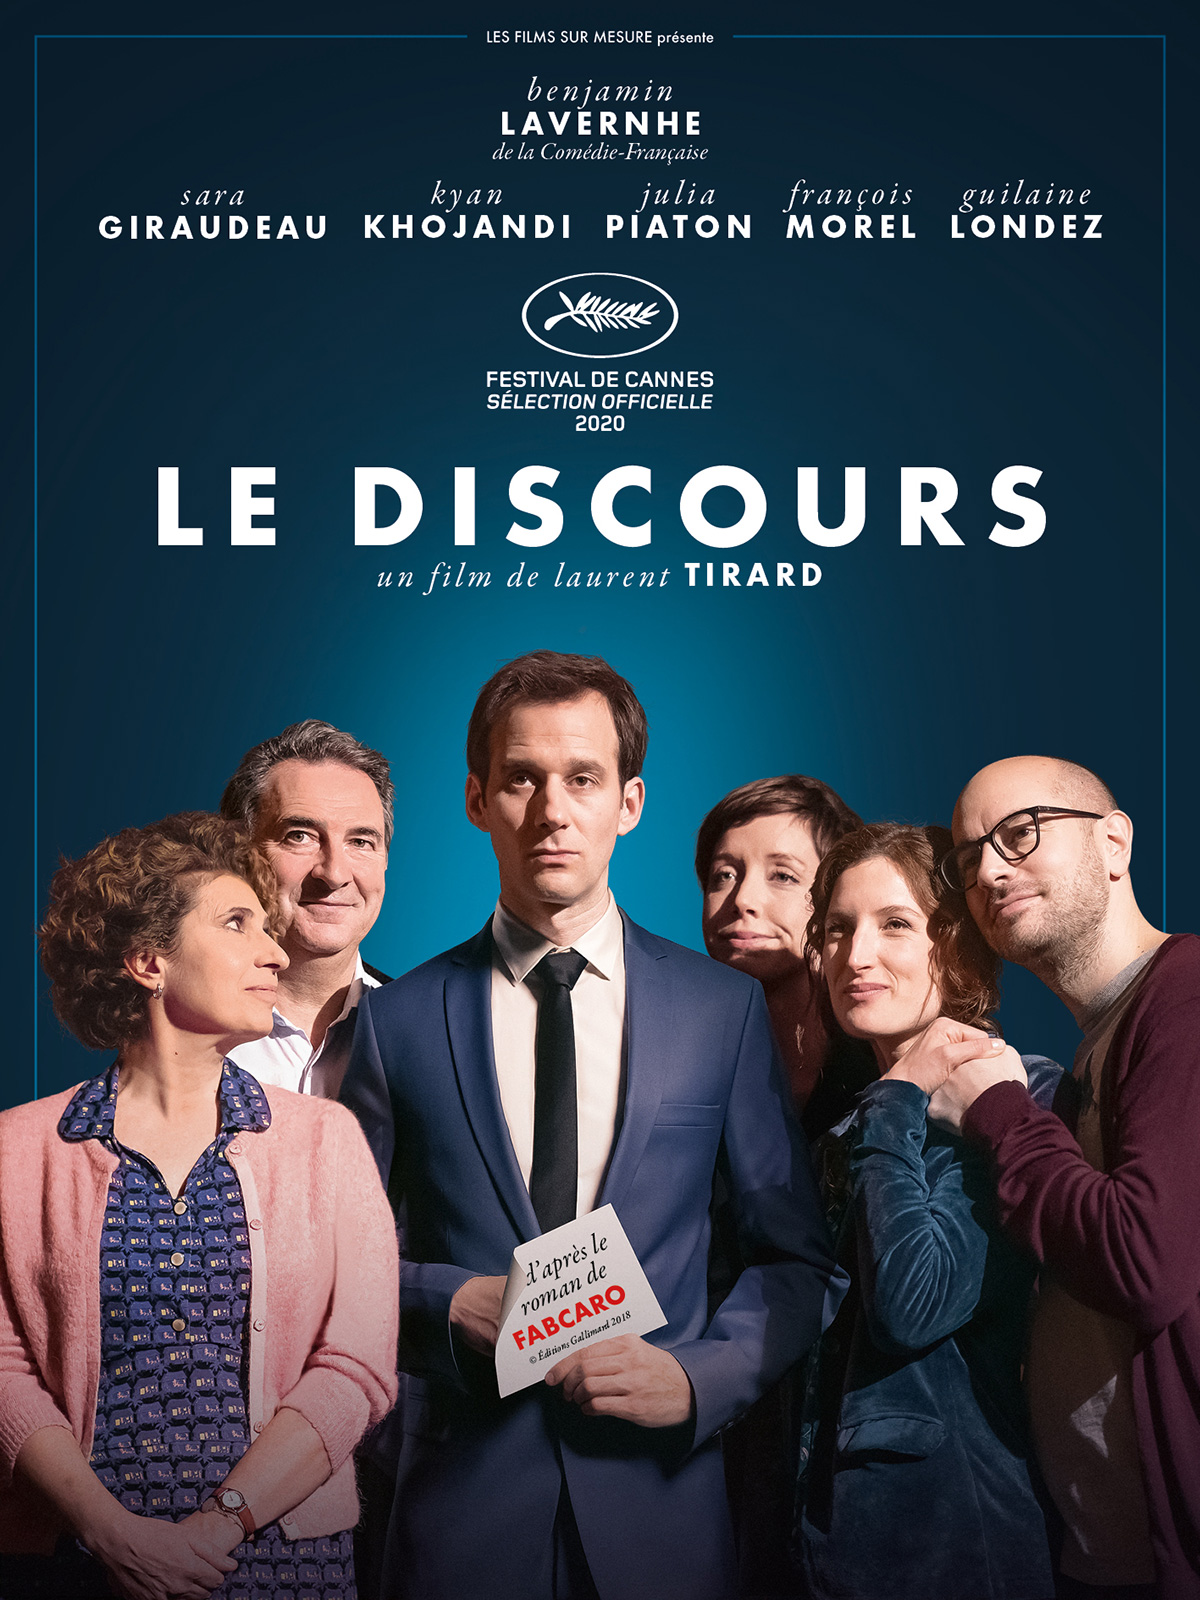 LES FILMS SUR MESURE présente
benjamin
LAVERNHE
de la Comédie-Française
sara kyan julia françois guilaine
GIRAUDEAU KHOJANDI PIATON MOREL LONDEZ
FESTIVAL DE CANNES
SÉLECTION OFFICIELLE
2020
LE DISCOURS
un film de laurent TIRARD
d'après le
roman de
FABCARO
© Éditions Gallimard 2018